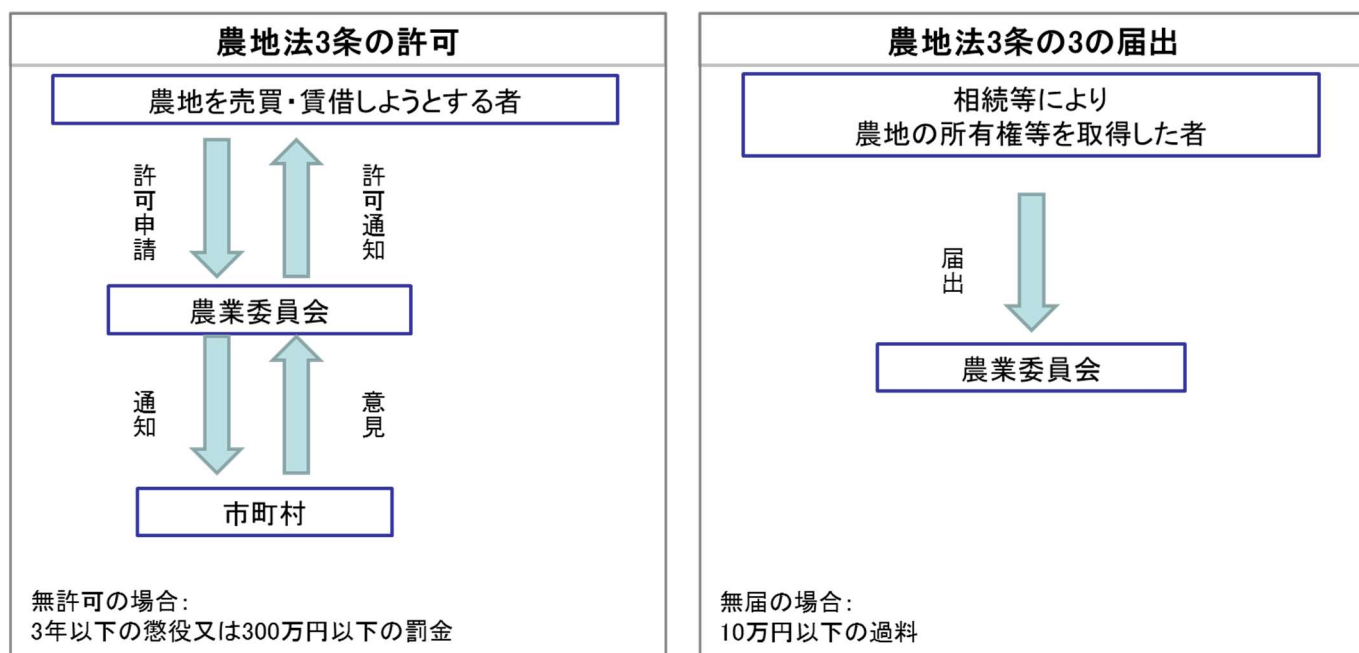 農地法3条の許可
農地を売買・賃借しようとする者
許可申請
許可通知
農業委員会
通知
意見
市町村
無許可の場合:
3年以下の懲役又は300万円以下の罰金
農地法3条の3の届出
相続等により
農地の所有権等を取得した者
届出
農業委員会
無届の場合:
10万円以下の過料